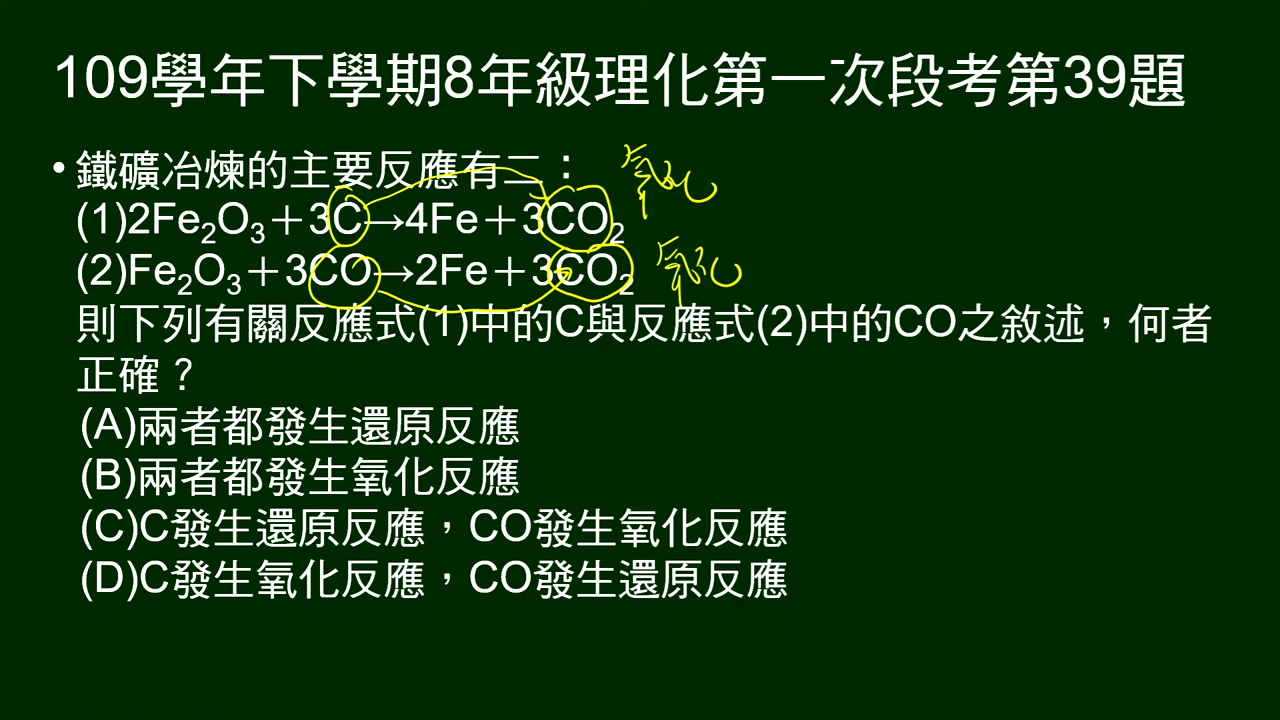 109學年下學期8年級理化第一次段考第39題
• 鐵礦冶煉的主要反應有二：
氧化
(1)2Fe₂O₃＋3C→4Fe＋3CO₂
(2)Fe₂O₃＋3CO→2Fe＋3CO₂ 氧化
則下列有關反應式(1)中的C與反應式(2)中的CO之敘述，何者
正確？
(A)兩者都發生還原反應
(B)兩者都發生氧化反應
(C)C發生還原反應，CO發生氧化反應
(D)C發生氧化反應，CO發生還原反應